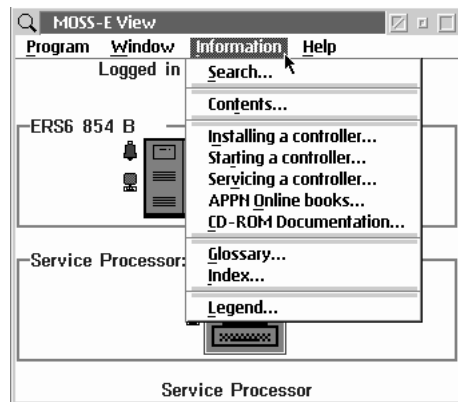 MOSS-E View
Program Window Information Help
Logged in
Search...
Contents...
ERS6 854 B
Installing a controller...
Starting a controller...
Servicing a controller...
APPN Online books...
CD-ROM Documentation...
Service Processor:
Glossary...
Index...
Legend...
Service Processor